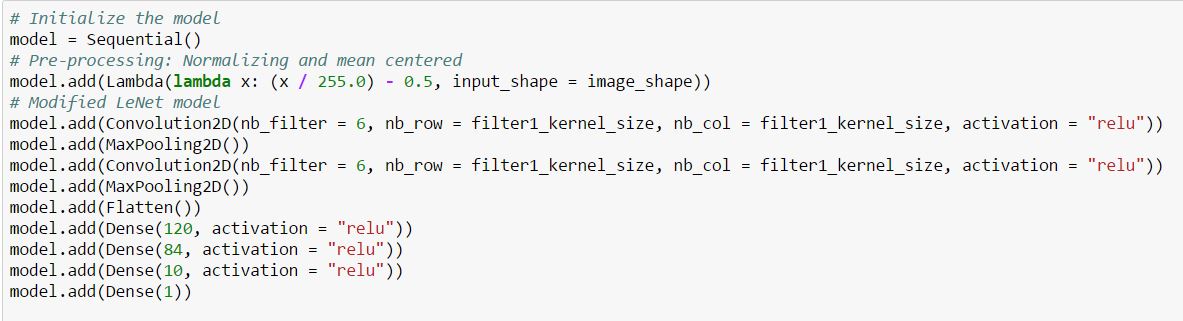 # Initialize the model
model = Sequential()
# Pre-processing: Normalizing and mean centered
model.add(Lambda(lambda x: (x / 255.0) - 0.5, input_shape = image_shape))
# Modified LeNet model
model.add(Convolution2D(nb_filter = 6, nb_row = filter1_kernel_size, nb_col = filter1_kernel_size, activation = "relu"))
model.add(MaxPooling2D())
model.add(Convolution2D(nb_filter = 6, nb_row = filter1_kernel_size, nb_col = filter1_kernel_size, activation = "relu"))
model.add(MaxPooling2D())
model.add(Flatten())
model.add(Dense(120, activation = "relu"))
model.add(Dense(84, activation = "relu"))
model.add(Dense(10, activation = "relu"))
model.add(Dense(1))